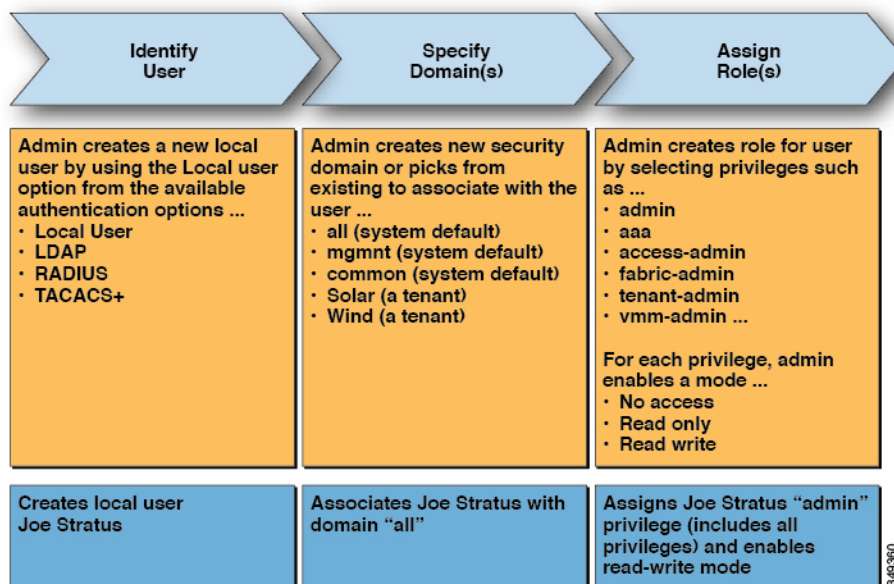 Identify
User
Specify
Domain(s)
Assign
Role(s)
Admin creates a new local
user by using the Local user
option from the available
authentication options ...
• Local User
• LDAP
• RADIUS
• TACACS+
Admin creates new security
domain or picks from
existing to associate with the
user ...
• all (system default)
• mgmnt (system default)
• common (system default)
• Solar (a tenant)
• Wind (a tenant)
Admin creates role for user
by selecting privileges such
as ...
• admin
• aaa
• access-admin
• fabric-admin
• tenant-admin
• vmm-admin ...
For each privilege, admin
enables a mode ...
• No access
• Read only
• Read write
Creates local user
Joe Stratus
Associates Joe Stratus with
domain “all”
Assigns Joe Stratus “admin”
privilege (includes all
privileges) and enables
read-write mode
349360